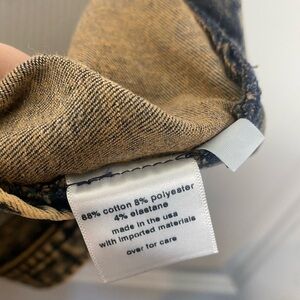 88% cotton 8% polyester
4% elastane
made in the usa
with imported materials
over for care